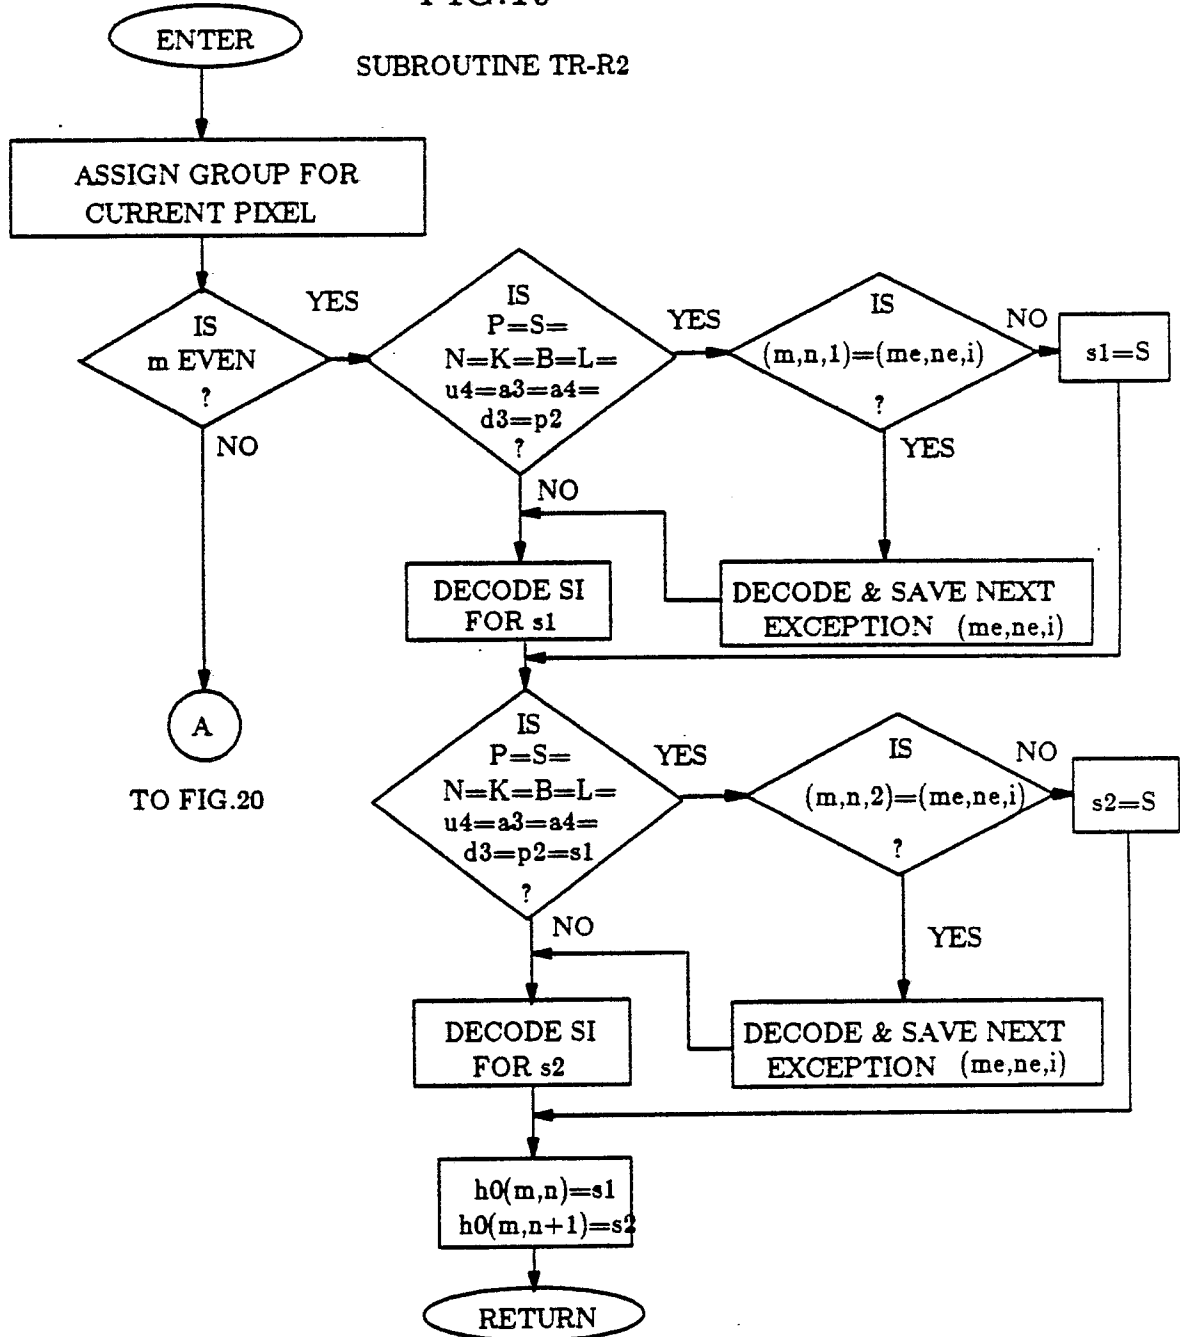 ENTER
SUBROUTINE TR-R2
ASSIGN GROUP FOR
CURRENT PIXEL
IS
m EVEN
?
YES
NO
A
TO FIG.20
IS
P=S=
N=K=B=L=
u4=a3=a4=
d3=p2
?
YES
NO
IS
(m,n,1)=(me,ne,i)
?
NO
YES
s1=S
DECODE SI
FOR s1
DECODE & SAVE NEXT
EXCEPTION (me,ne,i)
IS
P=S=
N=K=B=L=
u4=a3=a4=
d3=p2=s1
?
YES
NO
IS
(m,n,2)=(me,ne,i)
?
NO
YES
s2=S
DECODE SI
FOR s2
DECODE & SAVE NEXT
EXCEPTION (me,ne,i)
h0(m,n)=s1
h0(m,n+1)=s2
RETURN